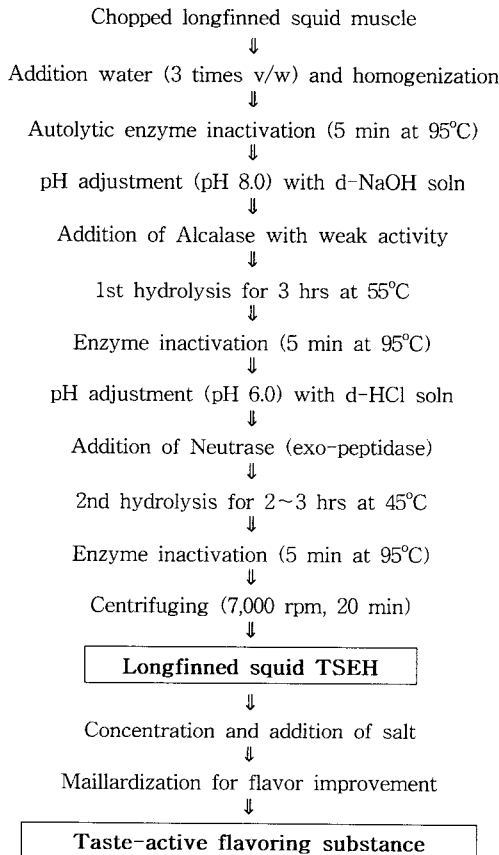 Chopped longfinned squid muscle
⇓
Addition water (3 times v/w) and homogenization
⇓
Autolytic enzyme inactivation (5 min at 95°C)
⇓
pH adjustment (pH 8.0) with d-NaOH soln
⇓
Addition of Alcalase with weak activity
⇓
1st hydrolysis for 3 hrs at 55°C
⇓
Enzyme inactivation (5 min at 95°C)
⇓
pH adjustment (pH 6.0) with d-HCl soln
⇓
Addition of Neutrase (exo-peptidase)
⇓
2nd hydrolysis for 2~3 hrs at 45°C
⇓
Enzyme inactivation (5 min at 95°C)
⇓
Centrifuging (7,000 rpm, 20 min)
⇓
Longfinned squid TSEH
⇓
Concentration and addition of salt
⇓
Maillardization for flavor improvement
⇓
Taste-active flavoring substance